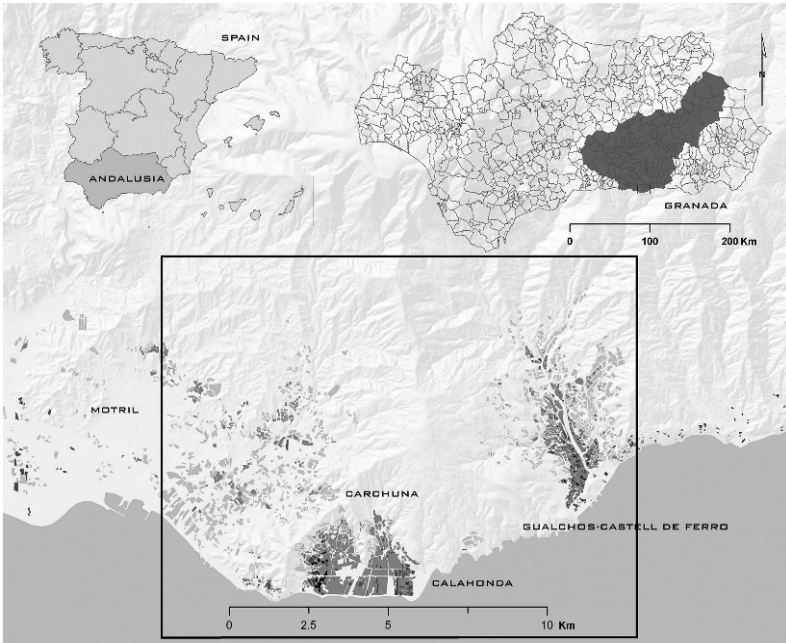 SPAIN
ANDALUSIA
N
GRANADA
0 100 200 Km
MOTRIL
CARCHUNA
GUALCHOS-CASTELL DE FERRO
CALAHONDA
0 2.5 5 10 Km